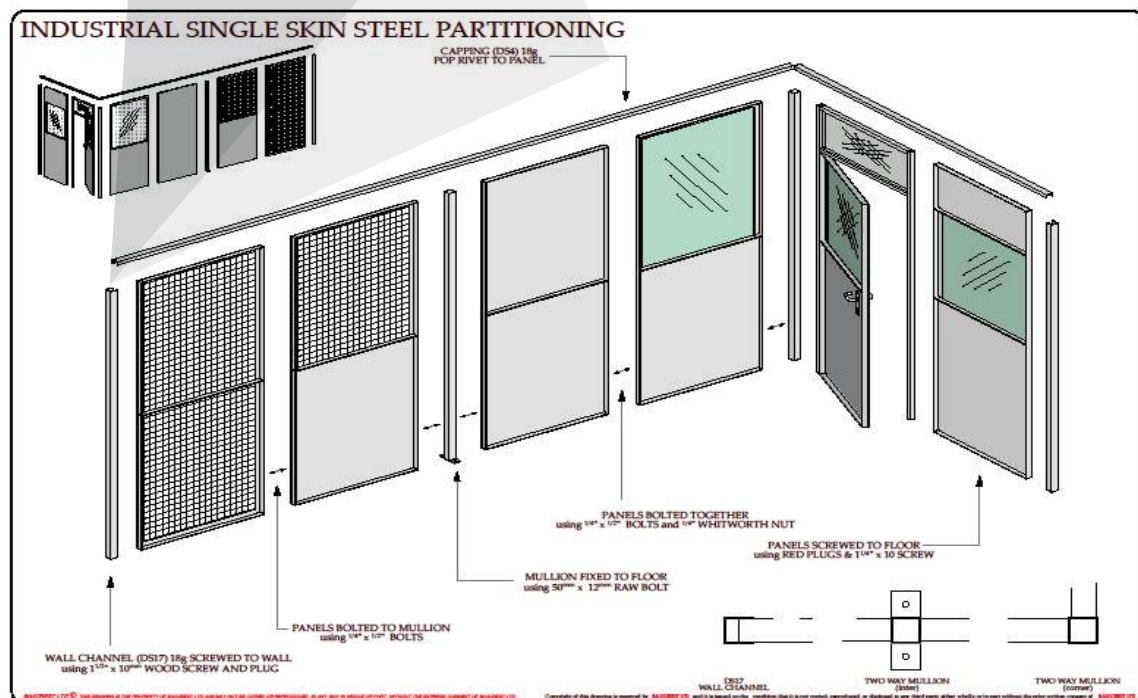 INDUSTRIAL SINGLE SKIN STEEL PARTITIONING
CAPPING (DS4) 18g
POP RIVET TO PANEL
PANELS BOLTED TOGETHER
using 1/4" x 1/2" BOLTS and 1/4" WHITWORTH NUT
PANELS SCREWED TO FLOOR
using RED PLUGS & 1 1/4" x 10 SCREW
MULLION FIXED TO FLOOR
using 50mm x 12mm RAW BOLT
PANELS BOLTED TO MULLION
using 1/4" x 1/2" BOLTS
WALL CHANNEL (DS17) 18g SCREWED TO WALL
using 1 1/2" x 10mm WOOD SCREW AND PLUG
DS17
WALL CHANNEL
TWO WAY MULLION
(inter)
TWO WAY MULLION
(corner)